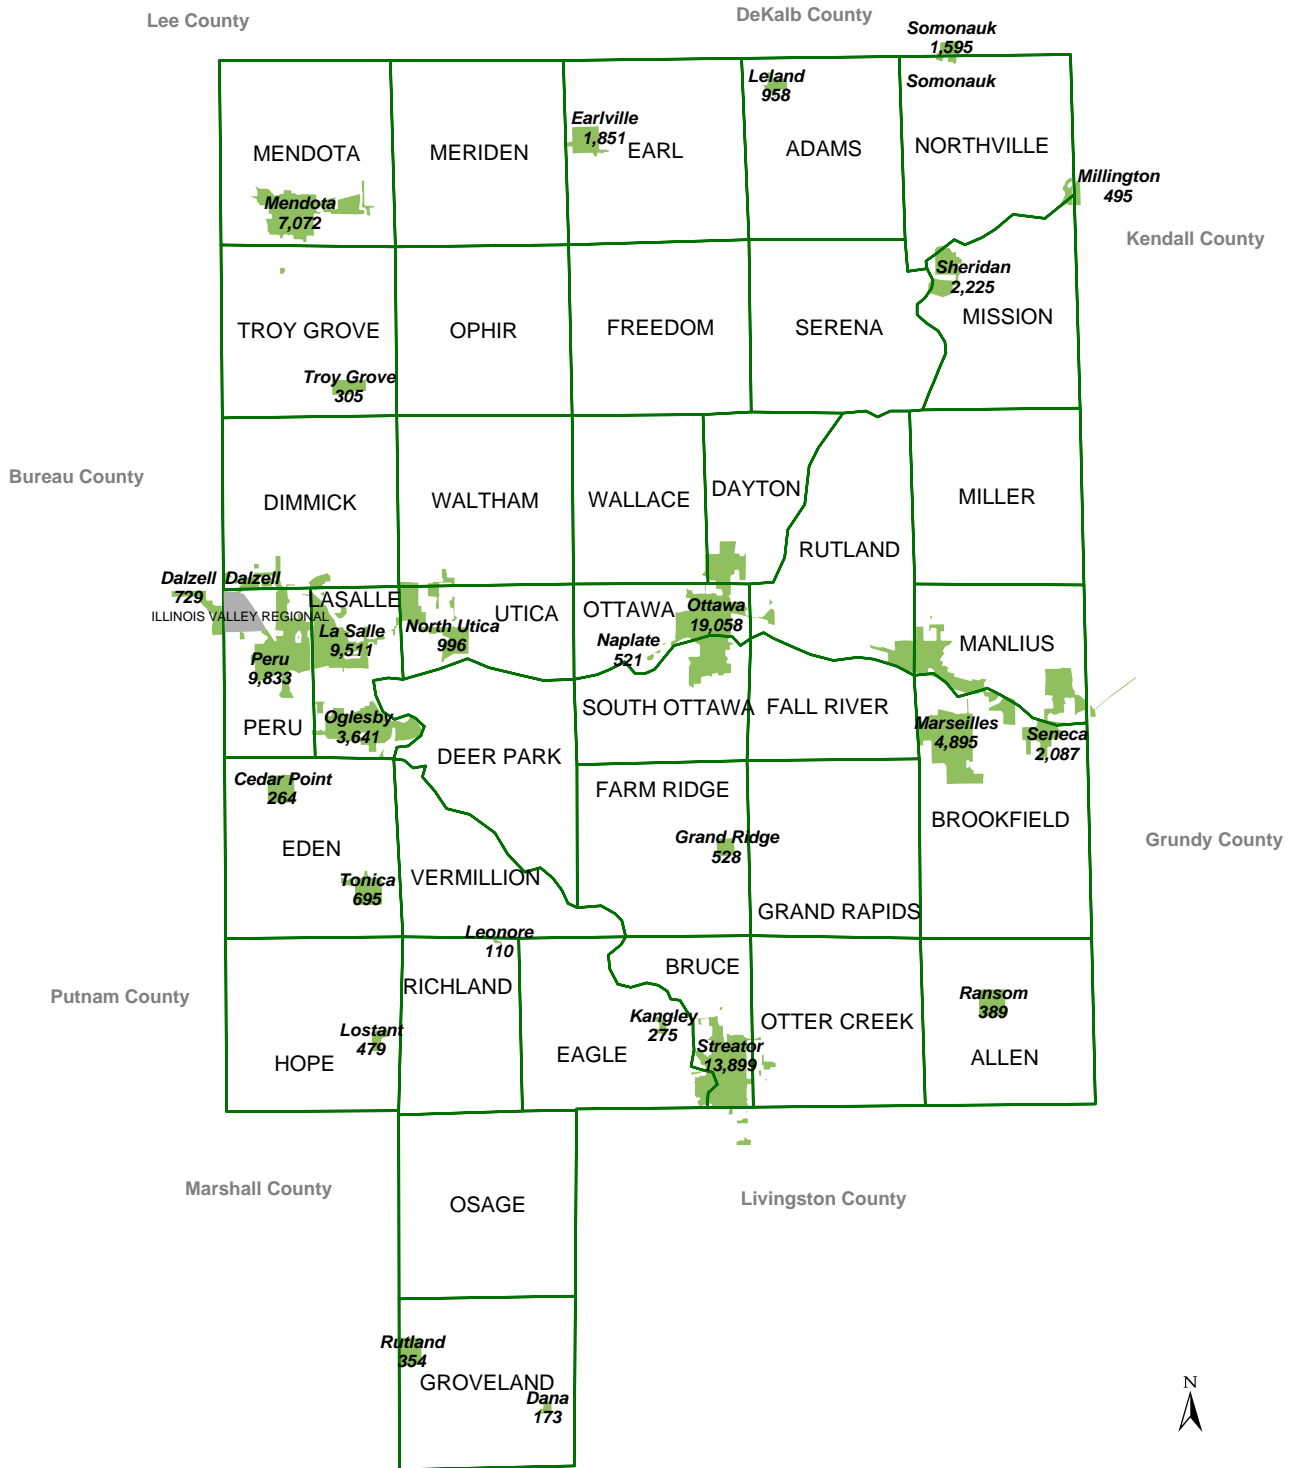 Lee County
DeKalb County
Somonauk
1,595
Leland
958
Somonauk
Earlville
1,851
MENDOTA
MERIDEN
EARL
ADAMS
NORTHVILLE
Millington
495
Mendota
7,072
Kendall County
Sheridan
2,225
TROY GROVE
OPHIR
FREEDOM
SERENA
MISSION
Troy Grove
305
Bureau County
DIMMICK
WALTHAM
WALLACE
DAYTON
MILLER
RUTLAND
Dalzell
729
Dalzell
ILLINOIS VALLEY REGIONAL
LASALLE
UTICA
OTTAWA
Ottawa
19,058
La Salle
9,511
North Utica
996
Naplate
521
MANLIUS
Peru
9,833
PERU
Oglesby
3,641
SOUTH OTTAWA
FALL RIVER
Marseilles
4,895
Seneca
2,087
DEER PARK
Cedar Point
264
FARM RIDGE
BROOKFIELD
Grundy County
EDEN
Grand Ridge
528
Tonica
695
VERMILLION
GRAND RAPIDS
Leonore
110
BRUCE
Putnam County
RICHLAND
Ransom
389
Lostant
479
Kangley
275
OTTER CREEK
HOPE
EAGLE
Streator
13,899
ALLEN
Marshall County
OSAGE
Livingston County
Rutland
354
GROVELAND
Dana
173
N